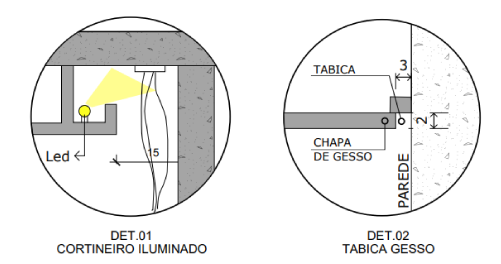 Led
15
DET.01
CORTINEIRO ILUMINADO
3
TABICA
2
CHAPA
DE GESSO
PAREDE
DET.02
TABICA GESSO